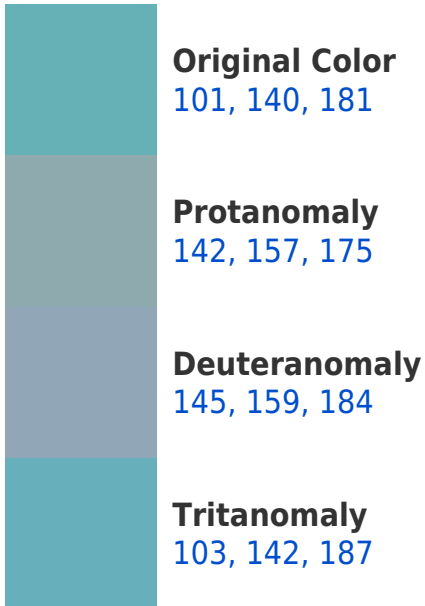 Original Color
101, 140, 181
Protanomaly
142, 157, 175
Deuteranomaly
145, 159, 184
Tritanomaly
103, 142, 187